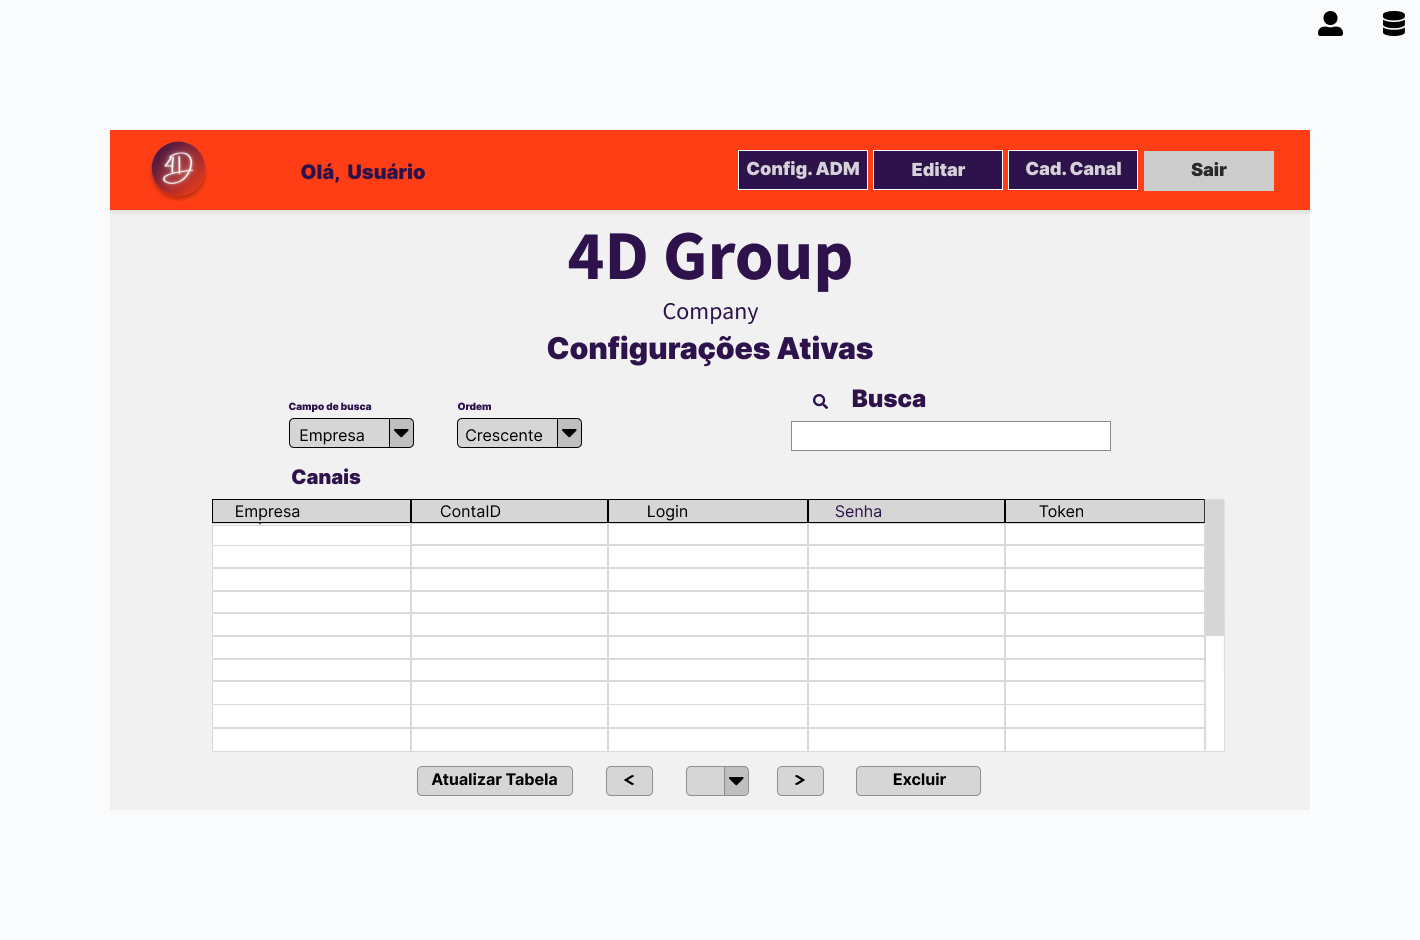 4D
Olá, Usuário
Config. ADM
Editar
Cad. Canal
Sair
4D Group
Company
Configurações Ativas
Campo de busca
Ordem
Busca
Empresa
Crescente
Canais
Empresa
ContaID
Login
Senha
Token
Atualizar Tabela
<
>
Excluir